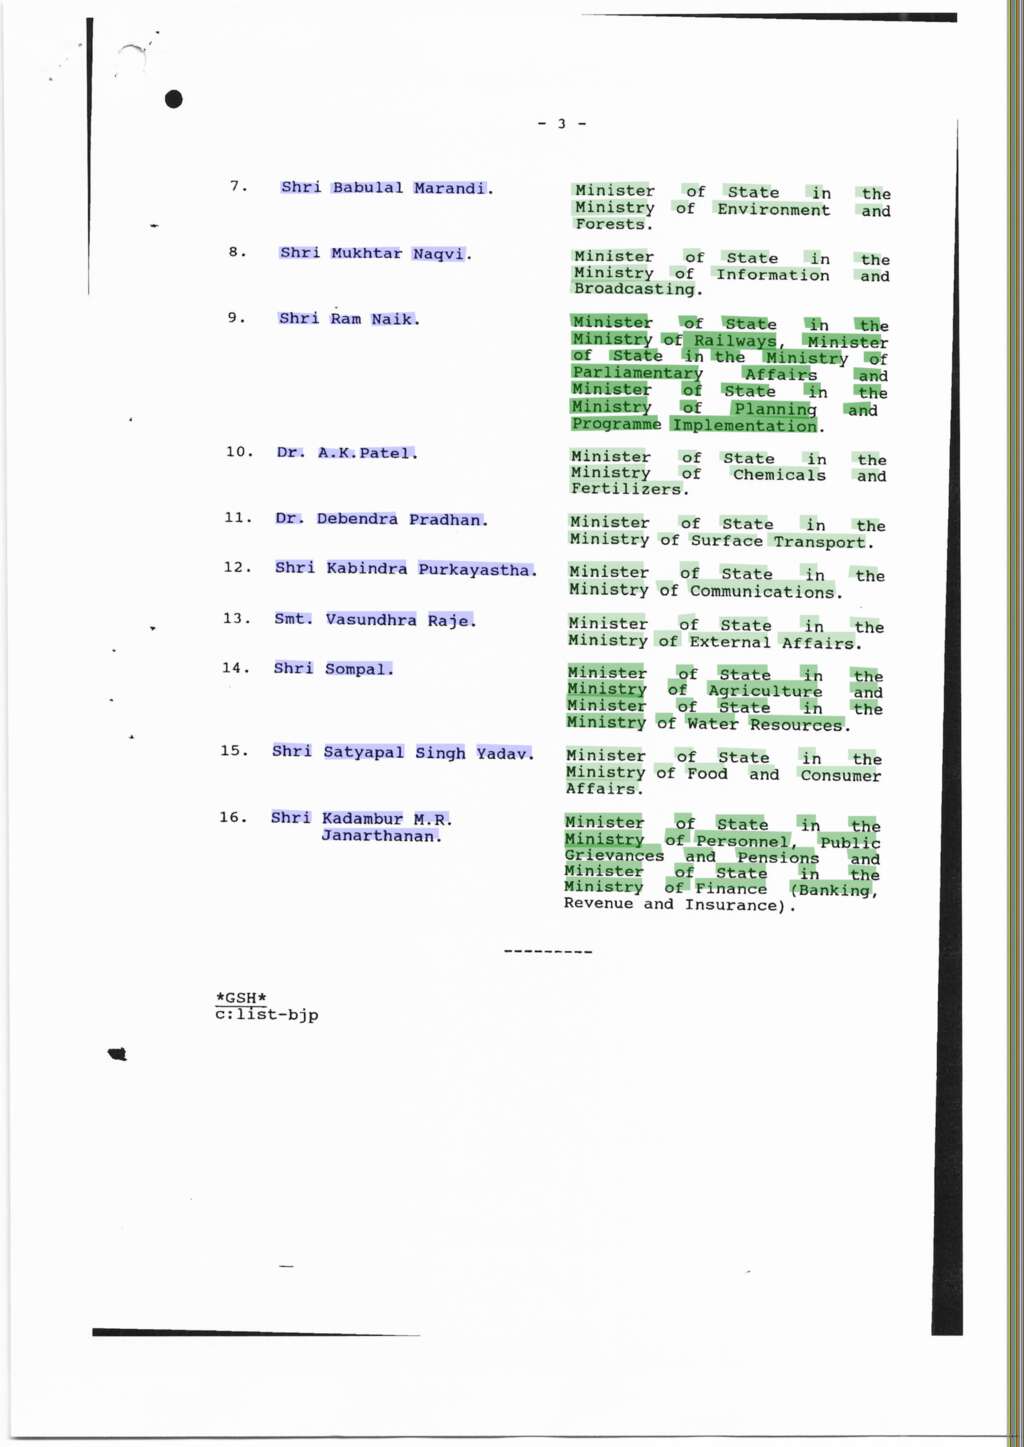 - 3 -
7. Shri Babulal Marandi. Minister of State in the
Ministry of Environment and
Forests.
8. Shri Mukhtar Naqvi. Minister of State in the
Ministry of Information and
Broadcasting.
9. Shri Ram Naik. Minister of State in the
Ministry of Railways, Minister
of State in the Ministry of
Parliamentary Affairs and
Minister of State in the
Ministry of Planning and
Programme Implementation.
10. Dr. A.K.Patel. Minister of State in the
Ministry of Chemicals and
Fertilizers.
11. Dr. Debendra Pradhan. Minister of State in the
Ministry of Surface Transport.
12. Shri Kabindra Purkayastha. Minister of State in the
Ministry of Communications.
13. Smt. Vasundhra Raje. Minister of State in the
Ministry of External Affairs.
14. Shri Sompal. Minister of State in the
Ministry of Agriculture and
Minister of State in the
Ministry of Water Resources.
15. Shri Satyapal Singh Yadav. Minister of State in the
Ministry of Food and Consumer
Affairs.
16. Shri Kadambur M.R. Minister of State in the
Janarthanan. Ministry of Personnel, Public
Grievances and Pensions and
Minister of State in the
Ministry of Finance (Banking,
Revenue and Insurance).
---------
*GSH*
c:list-bjp